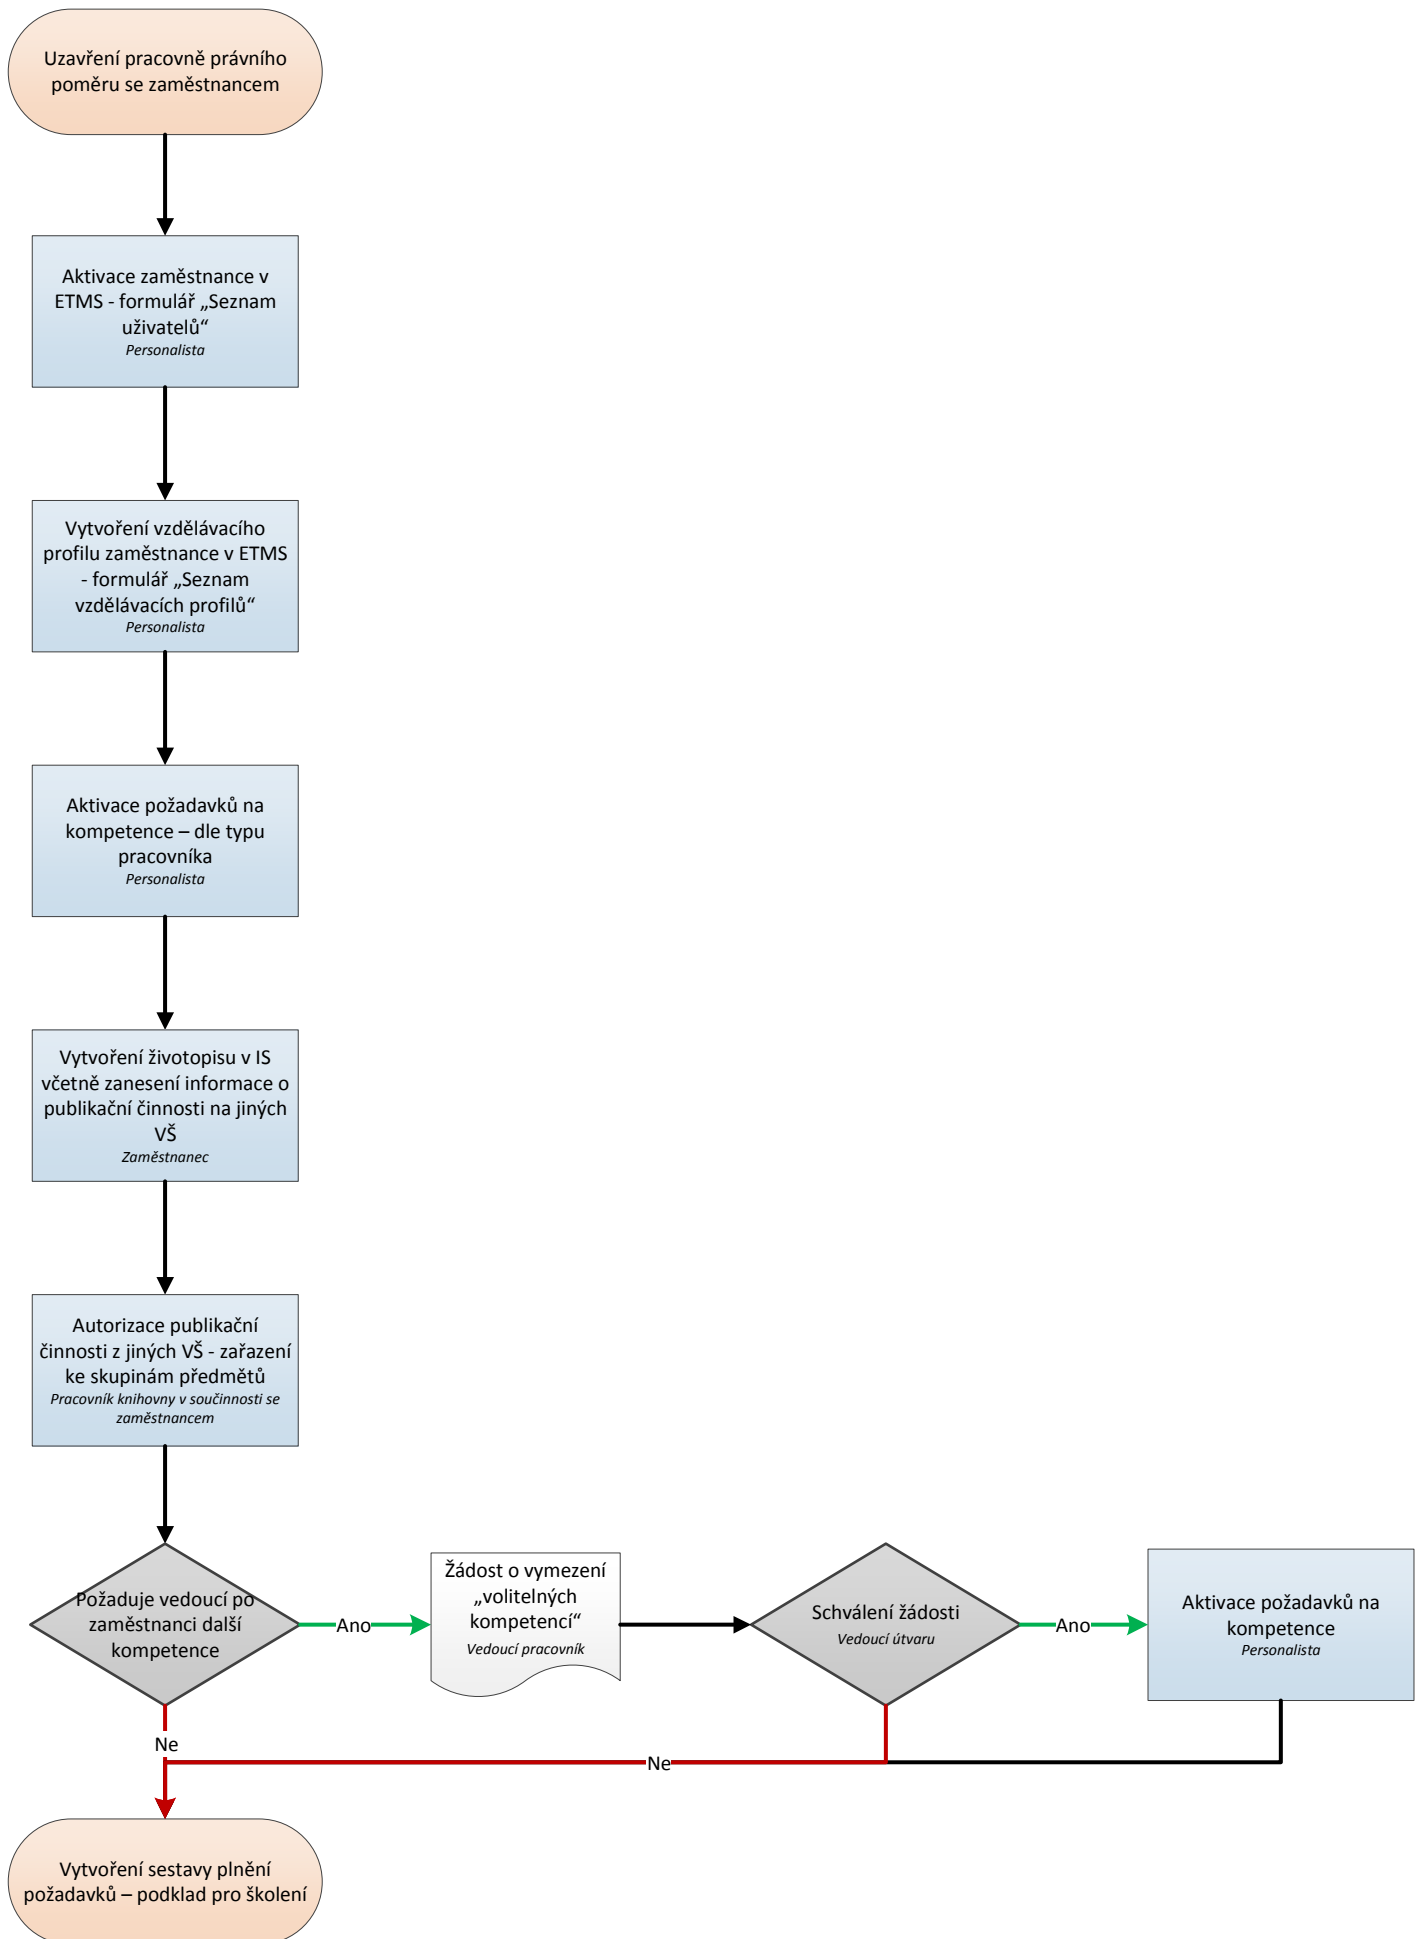 Uzavření pracovně právního
poměru se zaměstnancem
Aktivace zaměstnance v
ETMS - formulář „Seznam
uživatelů“
Personalista
Vytvoření vzdělávacího
profilu zaměstnance v ETMS
- formulář „Seznam
vzdělávacích profilů“
Personalista
Aktivace požadavků na
kompetence – dle typu
pracovníka
Personalista
Vytvoření životopisu v IS
včetně zanesení informace o
publikační činnosti na jiných
VŠ
Zaměstnanec
Autorizace publikační
činnosti z jiných VŠ - zařazení
ke skupinám předmětů
Pracovník knihovny v součinnosti se
zaměstnancem
Požaduje vedoucí po
zaměstnanci další
kompetence
Ano
Žádost o vymezení
„volitelných
kompetencí“
Vedoucí pracovník
Schválení žádosti
Vedoucí útvaru
Ano
Aktivace požadavků na
kompetence
Personalista
Ne
Ne
Vytvoření sestavy plnění
požadavků – podklad pro školení